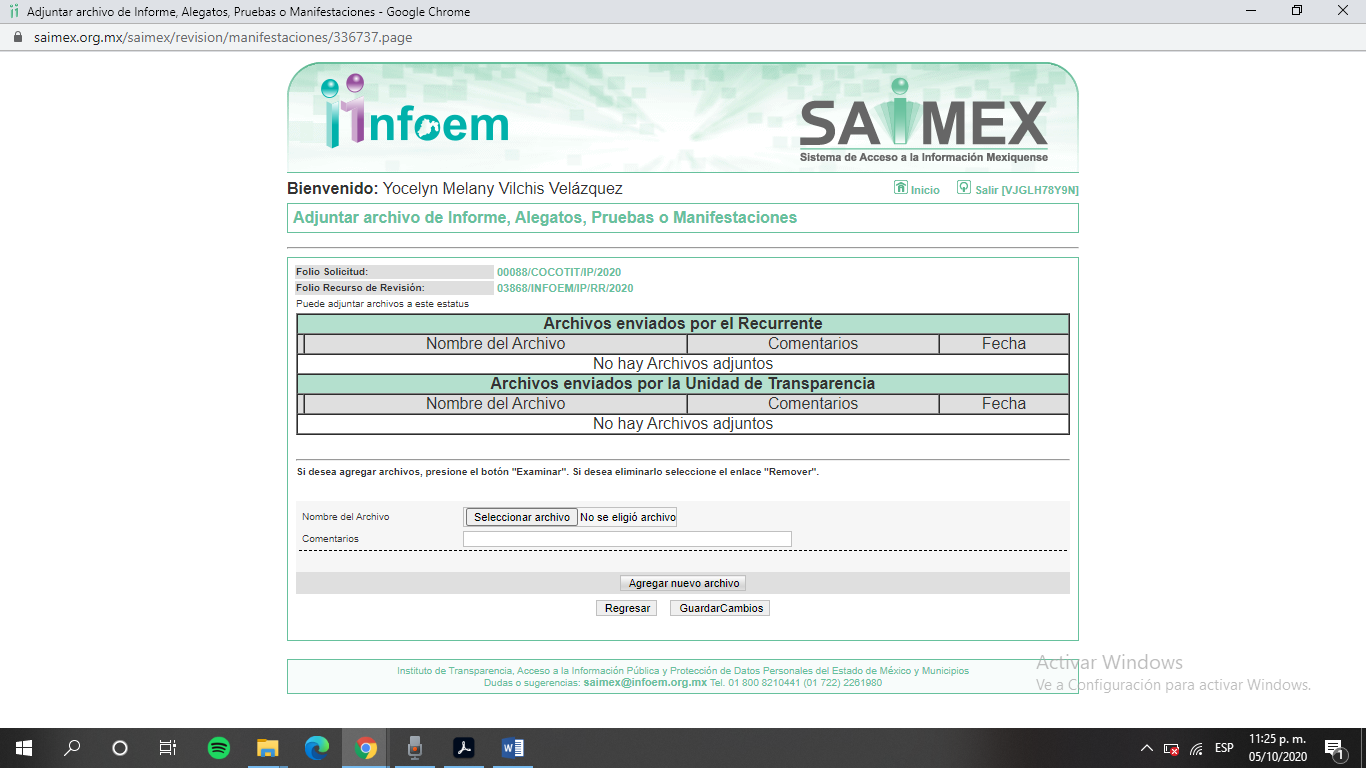 Adjuntar archivo de Informe, Alegatos, Pruebas o Manifestaciones - Google Chrome
saimex.org.mx/saimex/revision/manifestaciones/336737.page
infoem
SAIMEX
Sistema de Acceso a la Información Mexiquense
Bienvenido: Yocelyn Melany Vilchis Velázquez
Inicio Salir [VJGLH78Y9N]
Adjuntar archivo de Informe, Alegatos, Pruebas o Manifestaciones
Folio Solicitud: 00088/COCOTIT/IP/2020
Folio Recurso de Revisión: 03868/INFOEM/IP/RR/2020
Puede adjuntar archivos a este estatus
Archivos enviados por el Recurrente
Nombre del Archivo Comentarios Fecha
No hay Archivos adjuntos
Archivos enviados por la Unidad de Transparencia
Nombre del Archivo Comentarios Fecha
No hay Archivos adjuntos
Si desea agregar archivos, presione el botón "Examinar". Si desea eliminarlo seleccione el enlace "Remover".
Nombre del Archivo Seleccionar archivo No se eligió archivo
Comentarios
Agregar nuevo archivo
Regresar GuardarCambios
Instituto de Transparencia, Acceso a la Información Pública y Protección de Datos Personales del Estado de México y Municipios
Dudas o sugerencias: saimex@infoem.org.mx Tel. 01 800 8210441 (01 722) 2261980
Activar Windows
Ve a Configuración para activar Windows.
ESP
11:25 p. m.
05/10/2020
1